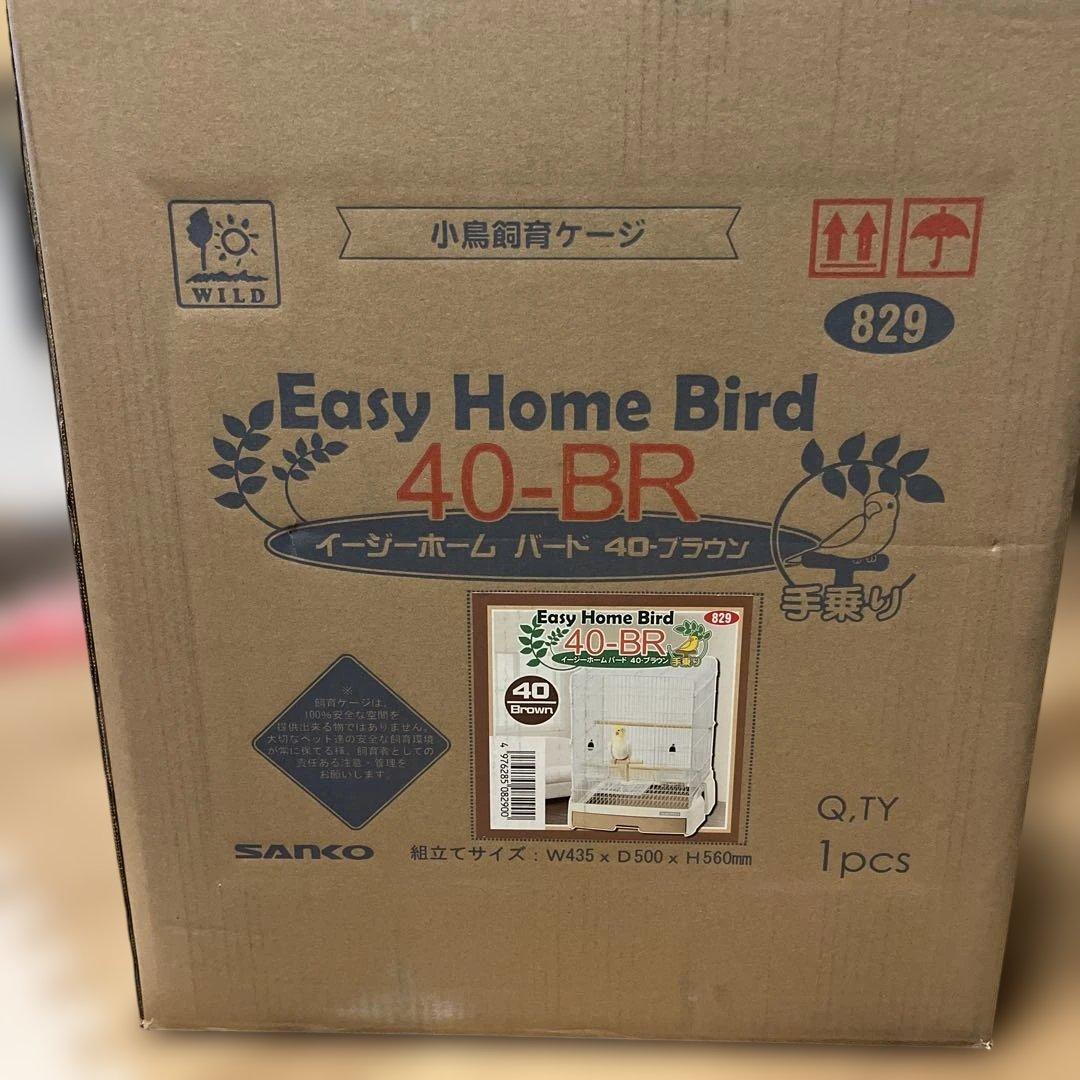 WILD
小鳥飼育ケージ
829
Easy Home Bird
40-BR
イージーホーム バード 40-ブラウン
手乗り
Easy Home Bird
829
40-BR
イージーホーム バード 40-ブラウン
手乗り
40
Brown
4 976285 082900
※
飼育ケージは、
100%安全な空間を
提供出来る物ではありません。
大切なペット達の安全な飼育環境
が常に保てる様、飼育者としての
責任ある注意・管理を
お願いします。
SANKO
組立てサイズ : W435 x D500 x H560mm
Q,TY
1pcs